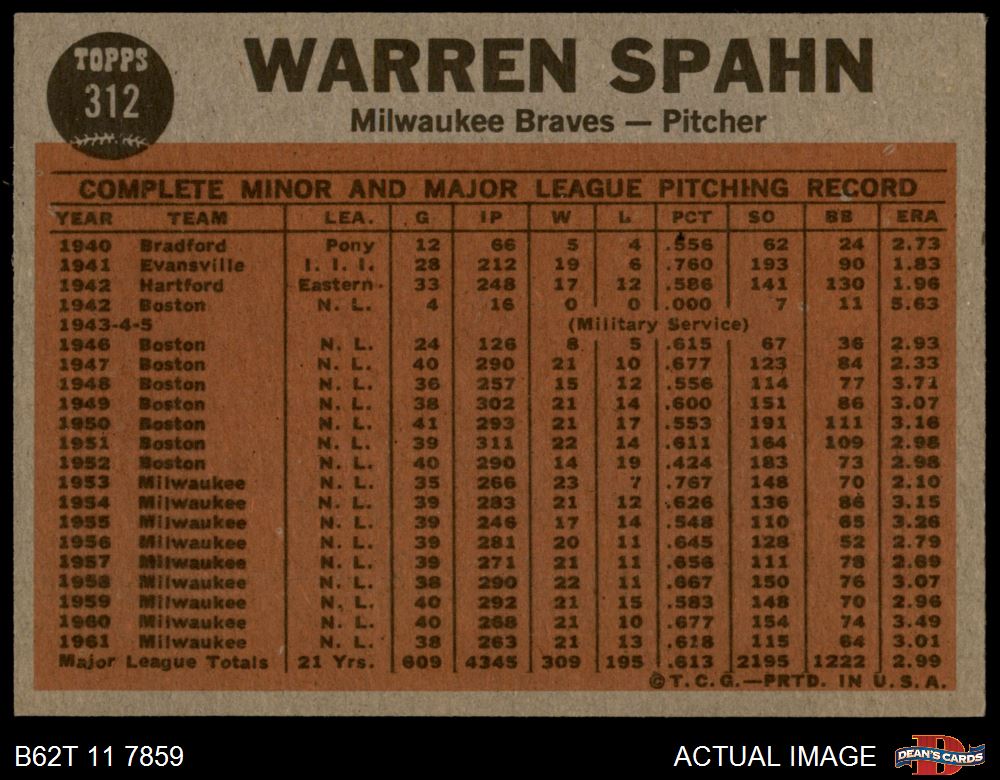 TOPPS
312
WARREN SPAHN
Milwaukee Braves — Pitcher
COMPLETE MINOR AND MAJOR LEAGUE PITCHING RECORD
YEAR TEAM LEA. G IP W L PCT SO BB ERA
1940 Bradford Pony 12 66 5 4 .556 62 24 2.73
1941 Evansville I. I. I. 28 212 19 6 .760 193 90 1.83
1942 Hartford Eastern 33 248 17 12 .586 141 130 1.96
1942 Boston N. L. 4 16 0 0 .000 7 11 5.63
1943-4-5 (Military Service)
1946 Boston N. L. 24 126 8 5 .615 67 36 2.93
1947 Boston N. L. 40 290 21 10 .677 123 84 2.33
1948 Boston N. L. 36 257 15 12 .556 114 77 3.71
1949 Boston N. L. 38 302 21 14 .600 151 86 3.07
1950 Boston N. L. 41 293 21 17 .553 191 111 3.16
1951 Boston N. L. 39 311 22 14 .611 164 109 2.98
1952 Boston N. L. 40 290 14 19 .424 183 73 2.98
1953 Milwaukee N. L. 35 266 23 7 .767 148 70 2.10
1954 Milwaukee N. L. 39 283 21 12 .626 136 86 3.15
1955 Milwaukee N. L. 39 246 17 14 .548 110 65 3.26
1956 Milwaukee N. L. 39 281 20 11 .645 128 52 2.79
1957 Milwaukee N. L. 39 271 21 11 .656 111 78 2.69
1958 Milwaukee N. L. 38 290 22 11 .667 150 76 3.07
1959 Milwaukee N. L. 40 292 21 15 .583 148 70 2.96
1960 Milwaukee N. L. 40 268 21 10 .677 154 74 3.49
1961 Milwaukee N. L. 38 263 21 13 .618 115 64 3.01
Major League Totals 21 Yrs. 609 4345 309 195 .613 2195 1222 2.99
©T.C.G.—PRTD. IN U.S.A.
B62T 11 7859 ACTUAL IMAGE DEAN'S CARDS